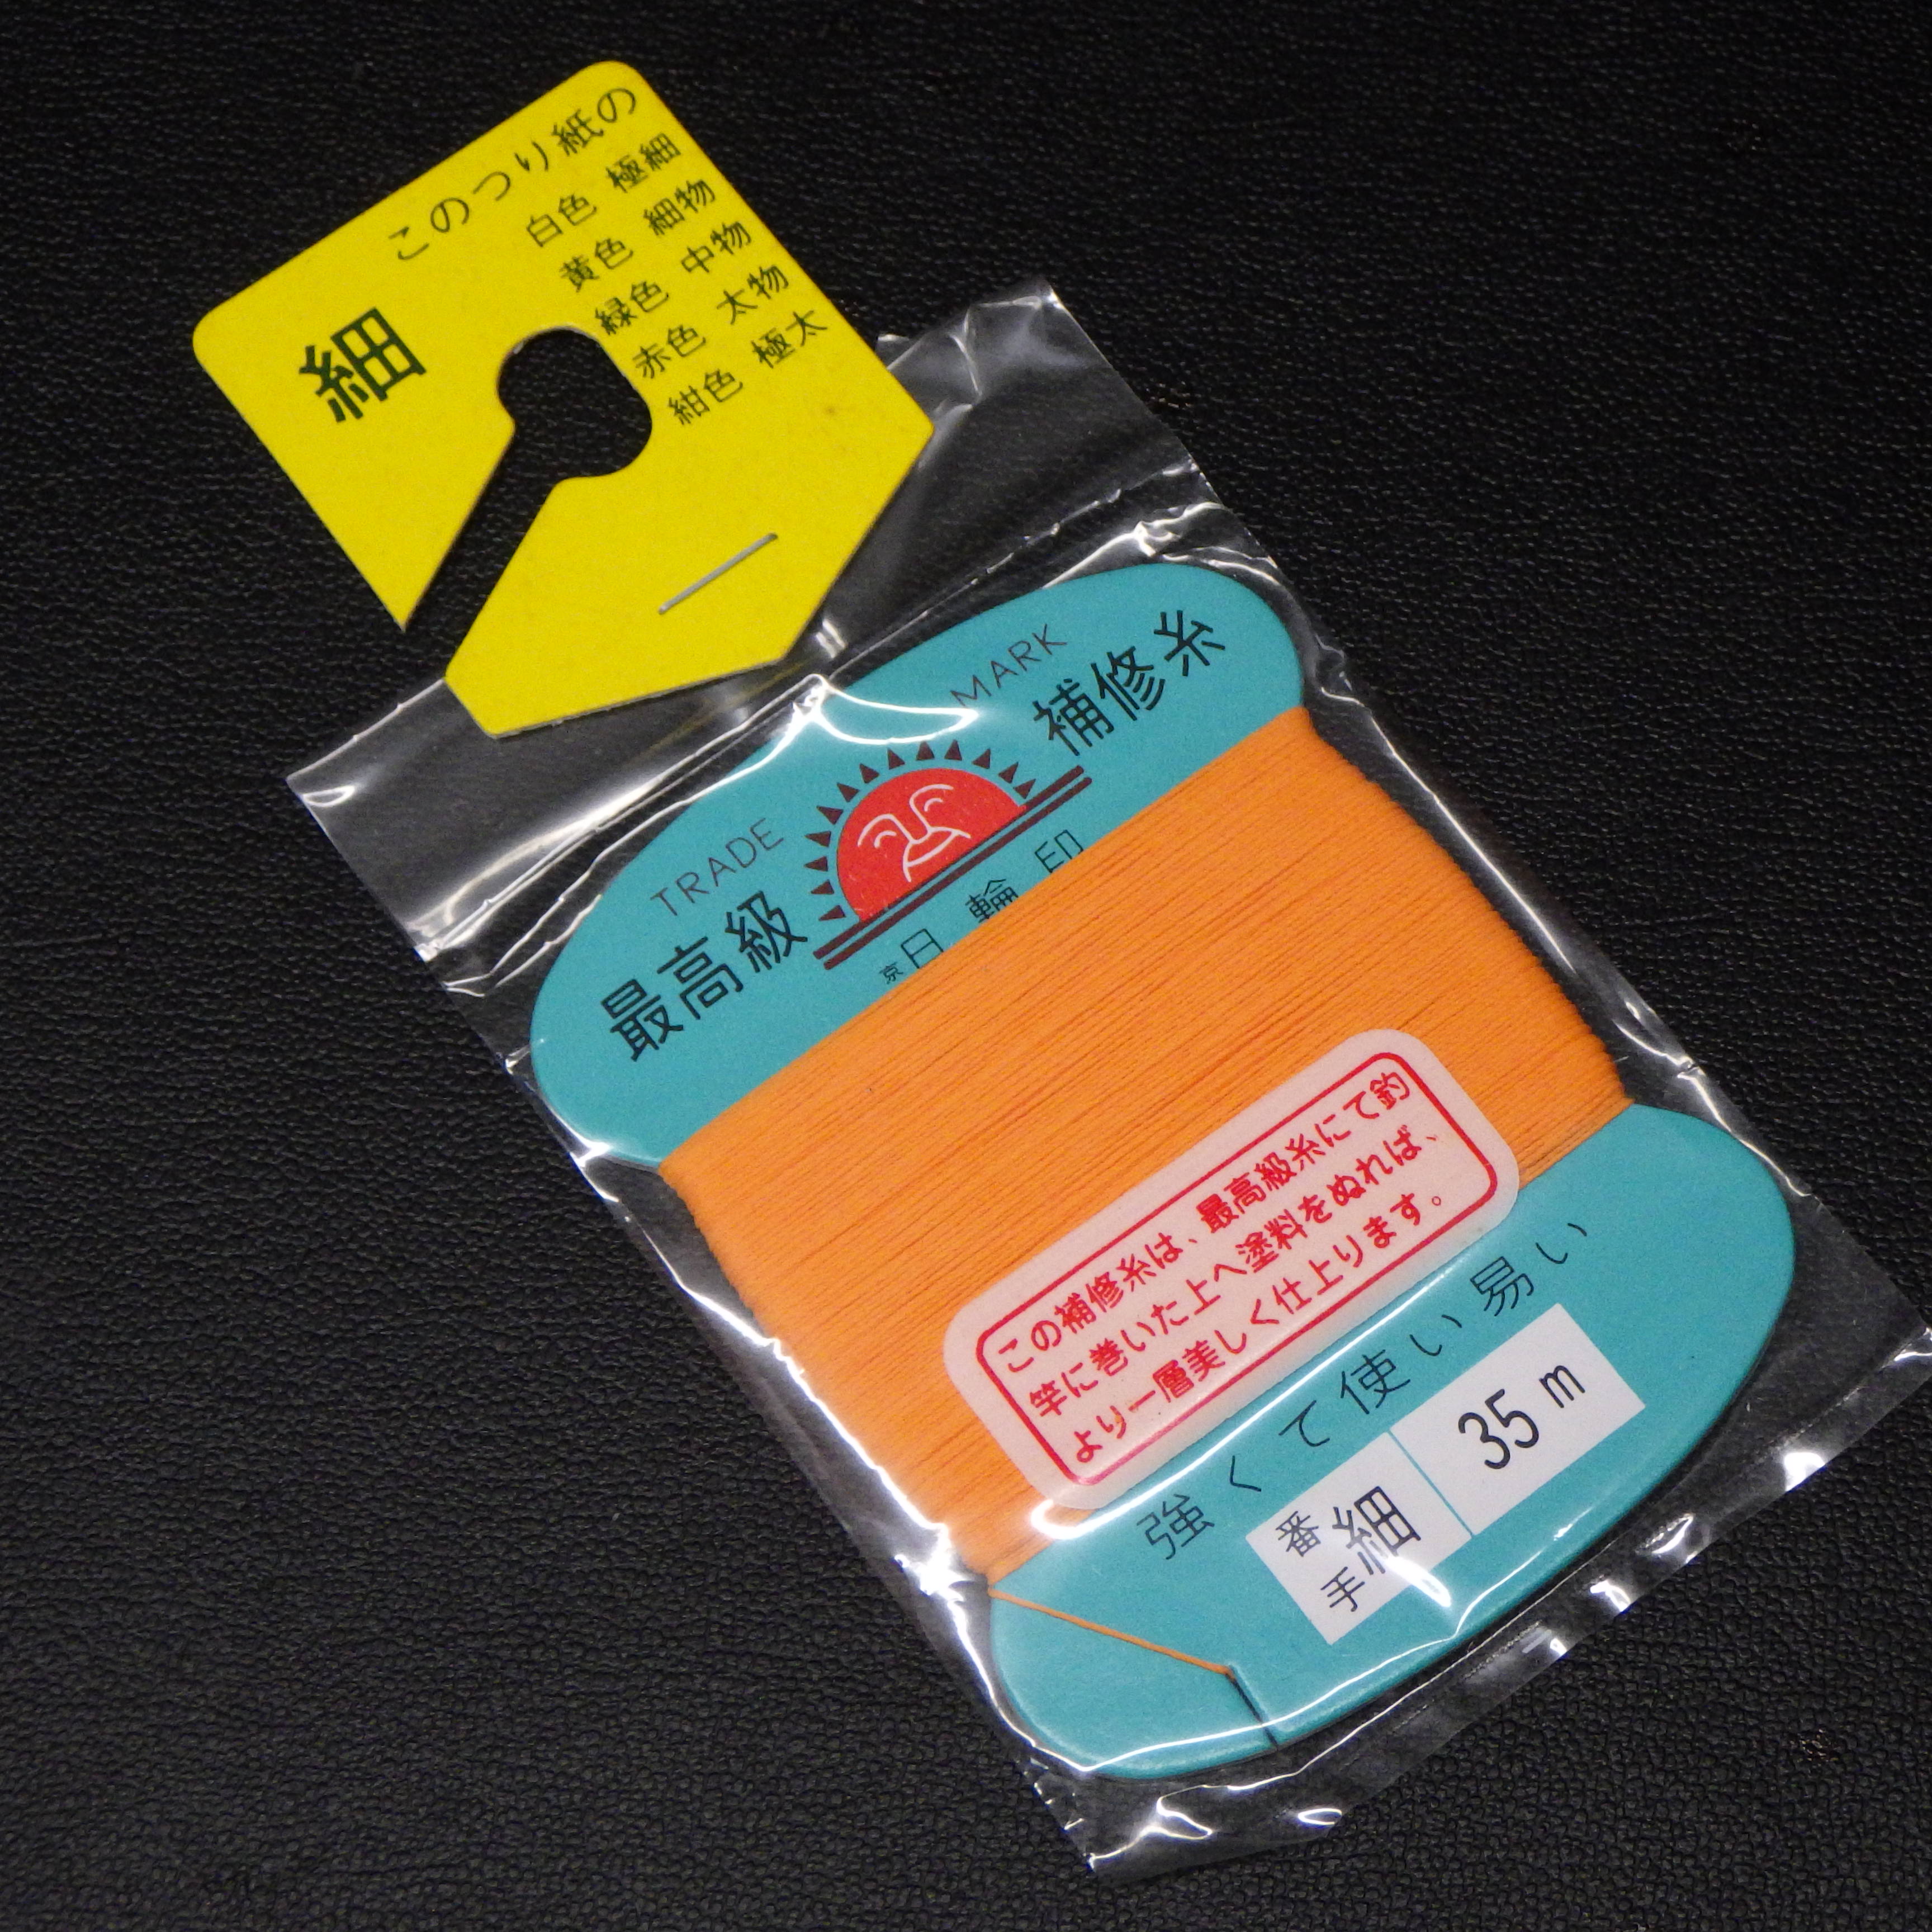 このつり紙の
白色 極細
黄色 細物
緑色 中物
赤色 太物
紺色 極太
細
TRADE MARK
最高級 補修糸
京日輪印
この補修糸は、最高級糸にて釣
竿に巻いた上へ塗料をぬれば、
より一層美しく仕上ります。
強くて使い易い
番手 細 35m